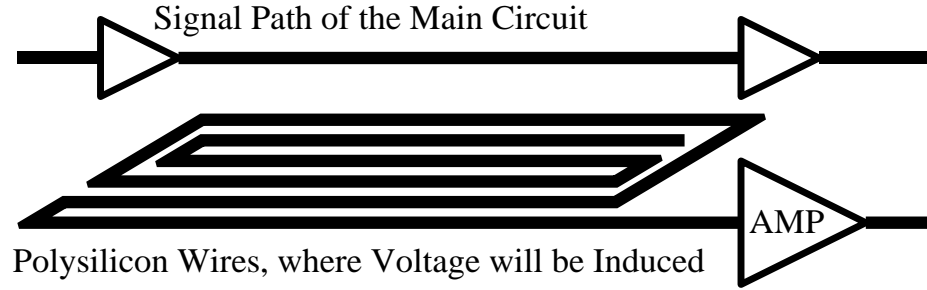 Signal Path of the Main Circuit
AMP
Polysilicon Wires, where Voltage will be Induced